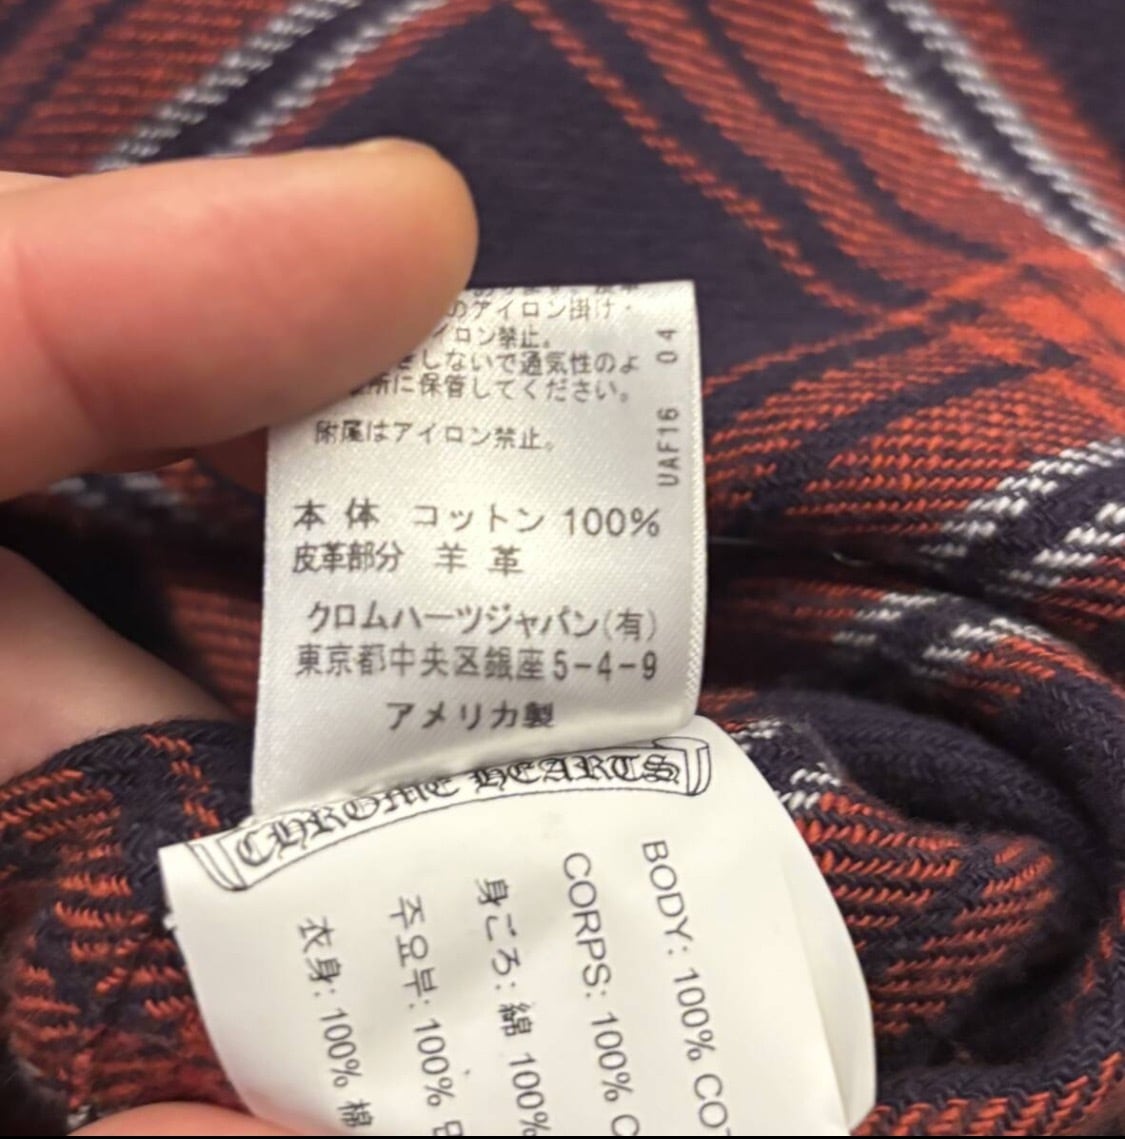 のアイロン掛け・
イロン禁止。
をしないで通気性のよ
所に保管してください。
附属はアイロン禁止。
UAF16 04
本体 コットン 100%
皮革部分 羊革
クロムハーツジャパン(有)
東京都中央区銀座5-4-9
アメリカ製
CHROME HEARTS
BODY: 100% CO
CORPS: 100% C
身ごろ: 綿 100%
주요부: 100% 면
衣身: 100% 棉